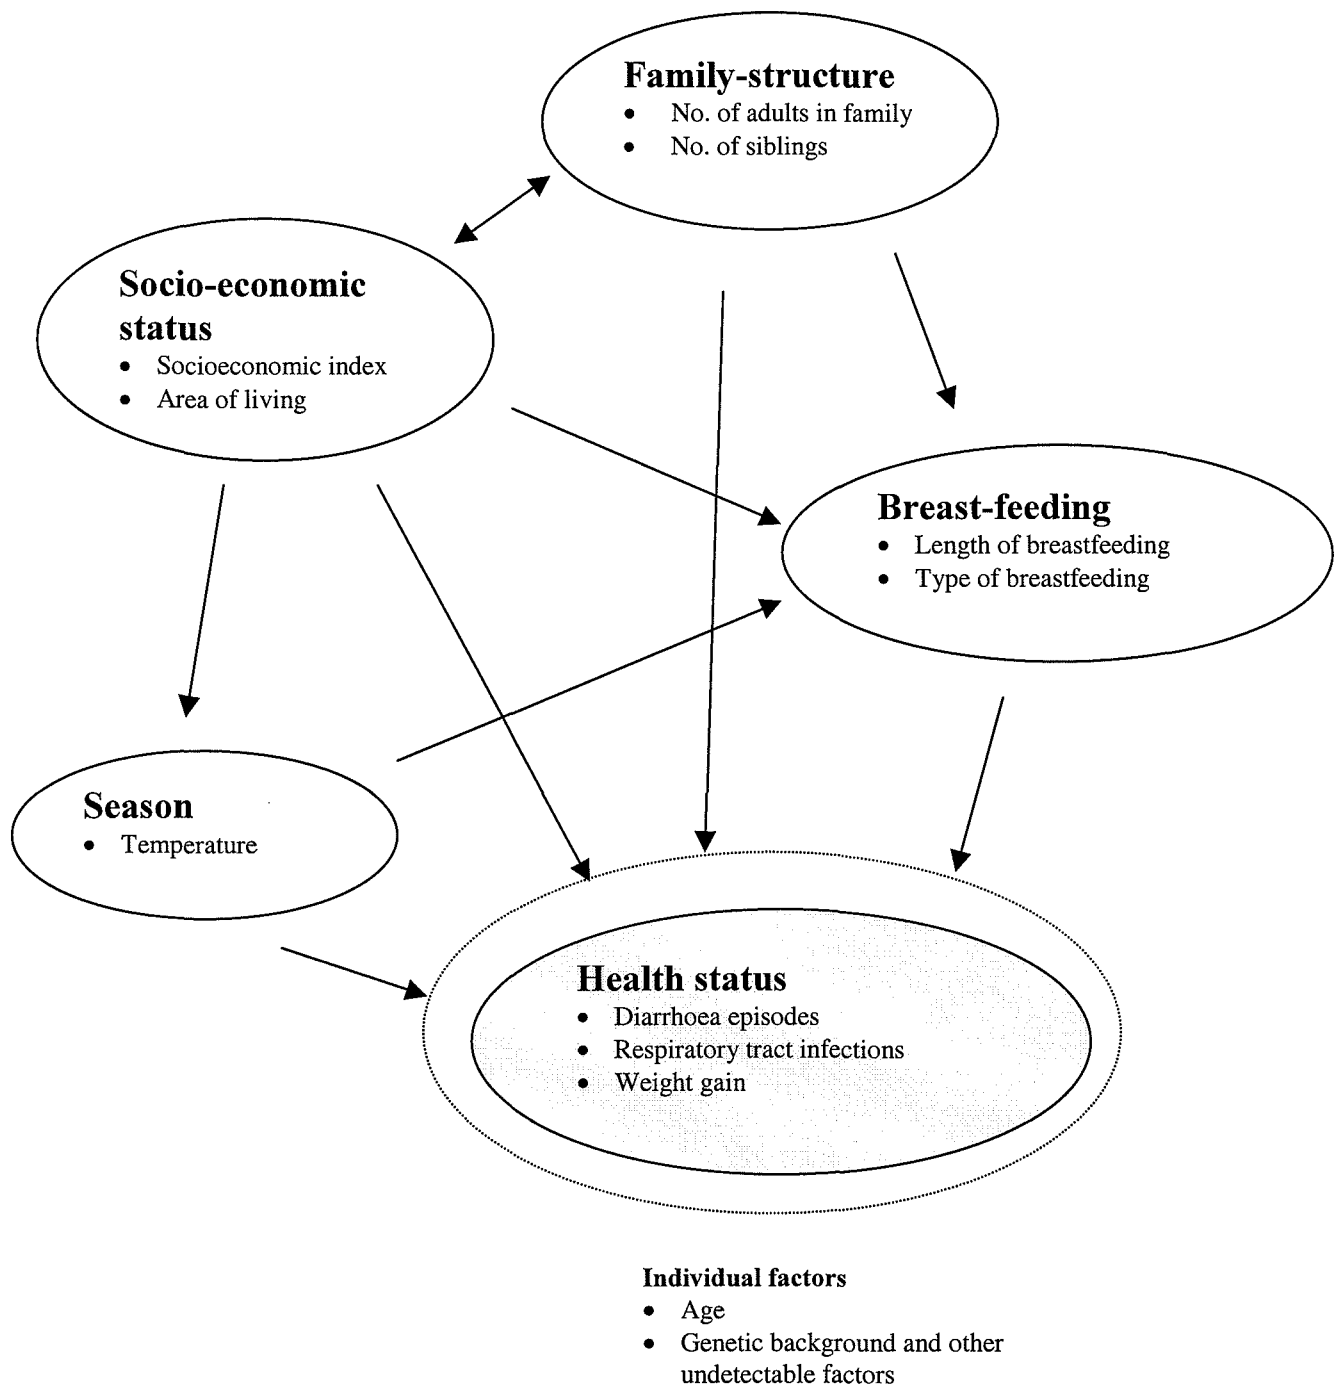 Family-structure
• No. of adults in family
• No. of siblings
Socio-economic
status
• Socioeconomic index
• Area of living
Breast-feeding
• Length of breastfeeding
• Type of breastfeeding
Season
• Temperature
Health status
• Diarrhoea episodes
• Respiratory tract infections
• Weight gain
Individual factors
• Age
• Genetic background and other
undetectable factors